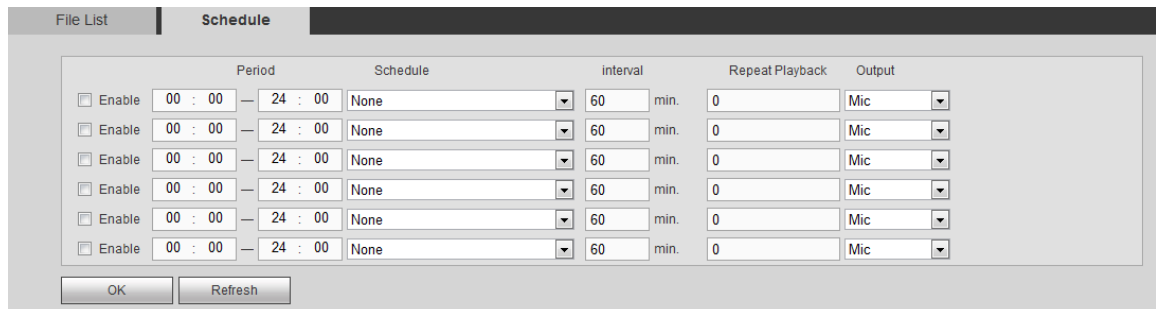 File List Schedule
Period Schedule interval Repeat Playback Output
Enable 00 : 00 — 24 : 00 None 60 min. 0 Mic
Enable 00 : 00 — 24 : 00 None 60 min. 0 Mic
Enable 00 : 00 — 24 : 00 None 60 min. 0 Mic
Enable 00 : 00 — 24 : 00 None 60 min. 0 Mic
Enable 00 : 00 — 24 : 00 None 60 min. 0 Mic
Enable 00 : 00 — 24 : 00 None 60 min. 0 Mic
OK Refresh